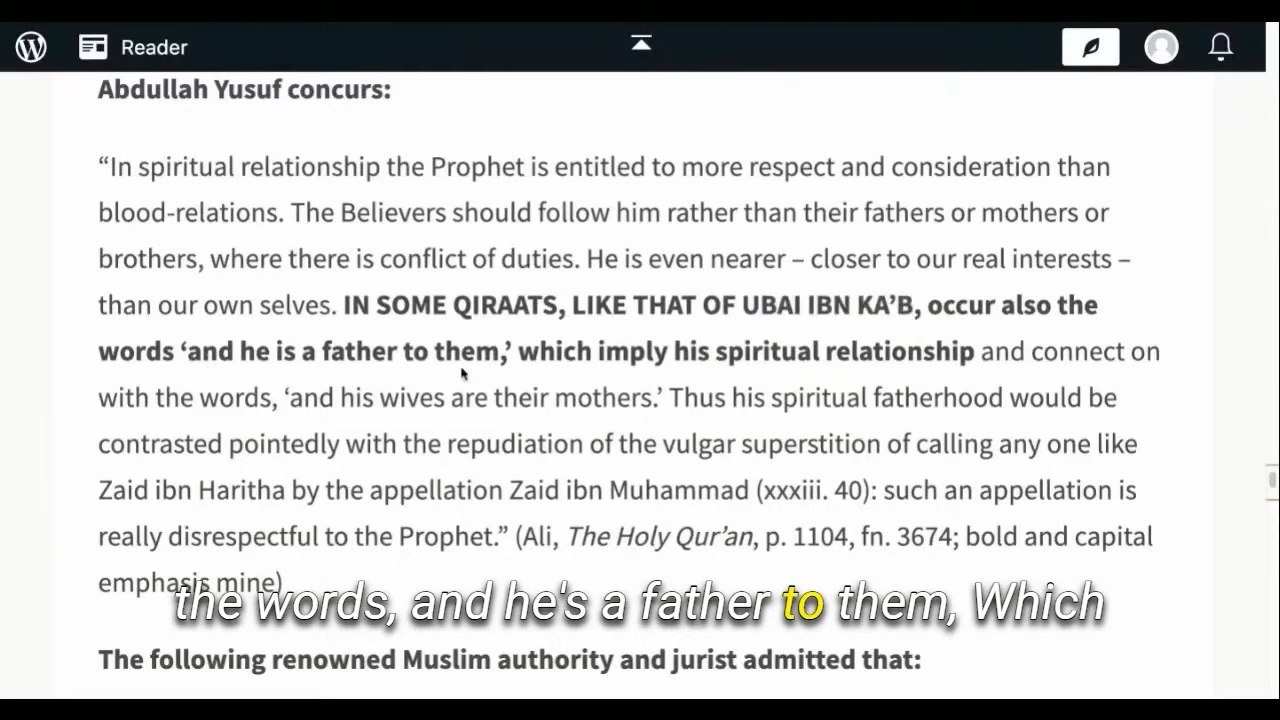 Reader
Abdullah Yusuf concurs:
“In spiritual relationship the Prophet is entitled to more respect and consideration than
blood-relations. The Believers should follow him rather than their fathers or mothers or
brothers, where there is conflict of duties. He is even nearer – closer to our real interests –
than our own selves. IN SOME QIRAATS, LIKE THAT OF UBAI IBN KA’B, occur also the
words ‘and he is a father to them,’ which imply his spiritual relationship and connect on
with the words, ‘and his wives are their mothers.’ Thus his spiritual fatherhood would be
contrasted pointedly with the repudiation of the vulgar superstition of calling any one like
Zaid ibn Haritha by the appellation Zaid ibn Muhammad (xxxiii. 40): such an appellation is
really disrespectful to the Prophet.” (Ali, The Holy Qur’an, p. 1104, fn. 3674; bold and capital
emphasis mine)
the words, and he's a father to them, Which
The following renowned Muslim authority and jurist admitted that: